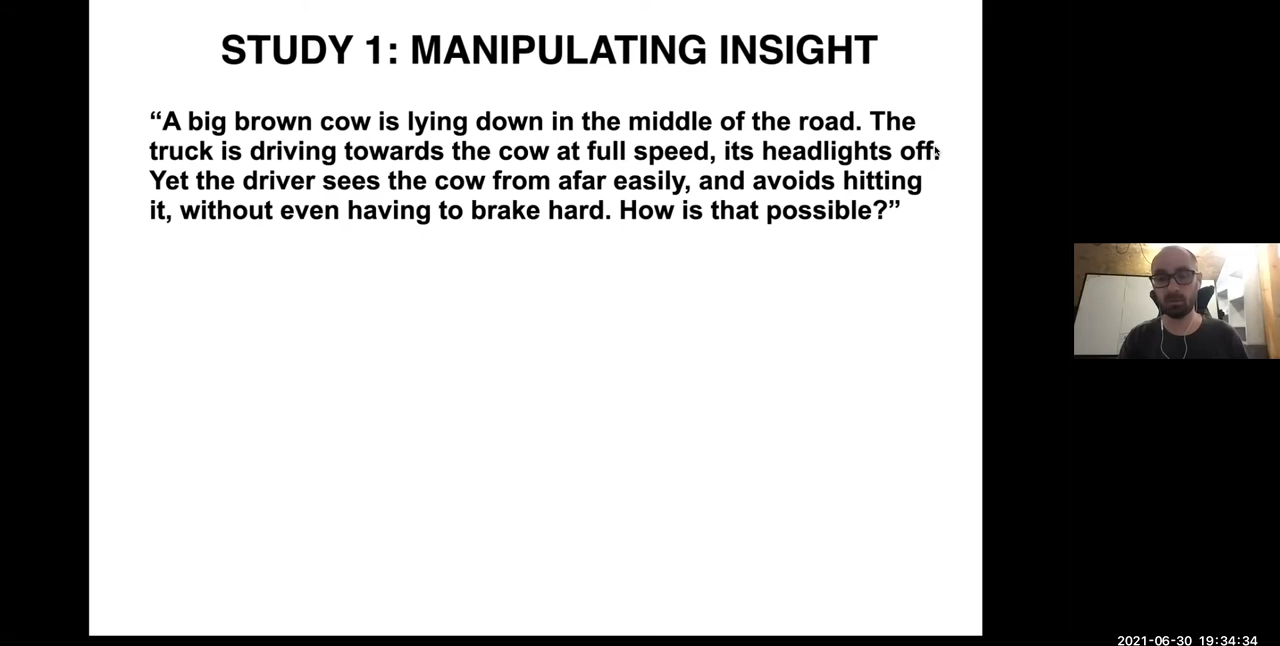 STUDY 1: MANIPULATING INSIGHT
“A big brown cow is lying down in the middle of the road. The
truck is driving towards the cow at full speed, its headlights off.
Yet the driver sees the cow from afar easily, and avoids hitting
it, without even having to brake hard. How is that possible?”
2021-06-30 19:34:34